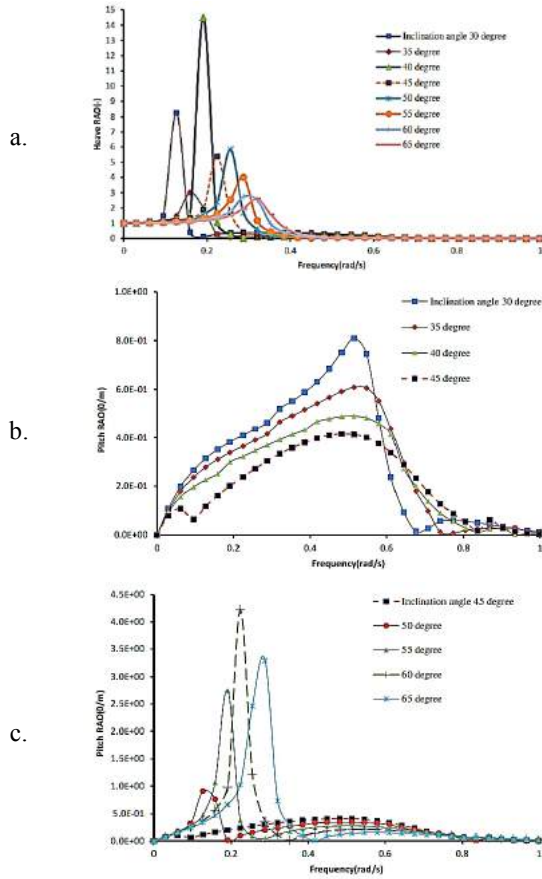 a.
15
14
13
12
11
10
9
8
7
6
5
4
3
2
1
0
Heave RAO(-)
Inclination angle 30 degree
35 degree
40 degree
45 degree
50 degree
55 degree
60 degree
65 degree
0 0.2 0.4 0.6 0.8 1
Frequency(rad/s)
b.
1.0E+00
8.0E-01
6.0E-01
4.0E-01
2.0E-01
0.0E+00
Pitch RAO(0/m)
Inclination angle 30 degree
35 degree
40 degree
45 degree
0 0.2 0.4 0.6 0.8 1
Frequency(rad/s)
c.
4.5E+00
4.0E+00
3.5E+00
3.0E+00
2.5E+00
2.0E+00
1.5E+00
1.0E+00
5.0E-01
0.0E+00
Pitch RAO(0/m)
Inclination angle 45 degree
50 degree
55 degree
60 degree
65 degree
0 0.2 0.4 0.6 0.8 1
Frequency(rad/s)